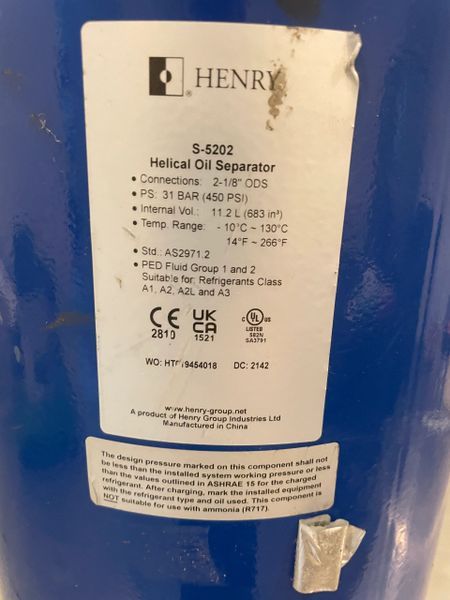 HENRY
S-5202
Helical Oil Separator
• Connections: 2-1/8" ODS
• PS: 31 BAR (450 PSI)
• Internal Vol.: 11.2 L (683 in³)
• Temp. Range: - 10°C ~ 130°C
14°F ~ 266°F
• Std.: AS2971.2
• PED Fluid Group 1 and 2
Suitable for: Refrigerants Class
A1, A2, A2L and A3
CE UK CA C UL US
2810 1521 LISTED
582N
SA3791
WO: DC: 2142
www.henry-group.net
A product of Henry Group Industries Ltd
Manufactured in China
The design pressure marked on this component shall not
be less than the installed system working pressure or less
than the values outlined in ASHRAE 15 for the charged
refrigerant. After charging, mark the installed equipment
with the refrigerant type and oil used. This component is
NOT suitable for use with ammonia (R717).